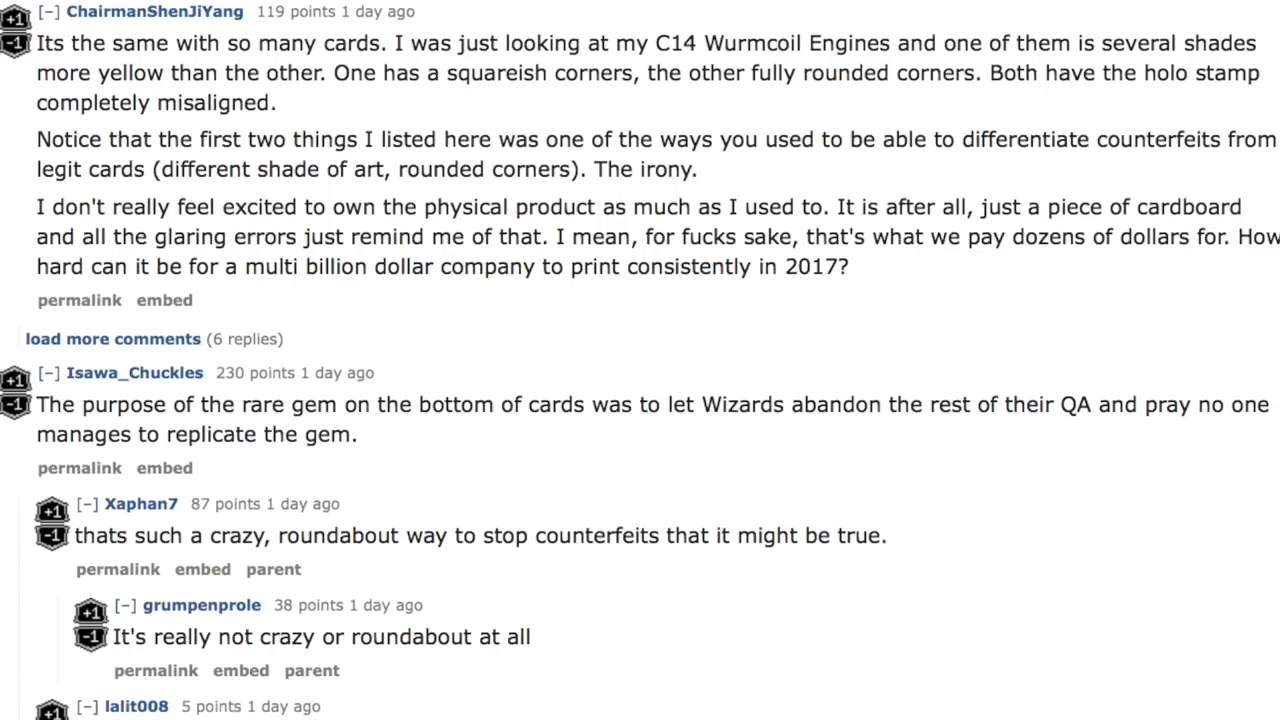 [−] ChairmanShenJiYang 119 points 1 day ago
+1
-1
Its the same with so many cards. I was just looking at my C14 Wurmcoil Engines and one of them is several shades
more yellow than the other. One has a squareish corners, the other fully rounded corners. Both have the holo stamp
completely misaligned.
Notice that the first two things I listed here was one of the ways you used to be able to differentiate counterfeits from
legit cards (different shade of art, rounded corners). The irony.
I don't really feel excited to own the physical product as much as I used to. It is after all, just a piece of cardboard
and all the glaring errors just remind me of that. I mean, for fucks sake, that's what we pay dozens of dollars for. How
hard can it be for a multi billion dollar company to print consistently in 2017?
permalink embed
load more comments (6 replies)
[−] Isawa_Chuckles 230 points 1 day ago
+1
-1
The purpose of the rare gem on the bottom of cards was to let Wizards abandon the rest of their QA and pray no one
manages to replicate the gem.
permalink embed
[−] Xaphan7 87 points 1 day ago
+1
-1
thats such a crazy, roundabout way to stop counterfeits that it might be true.
permalink embed parent
[−] grumpenprole 38 points 1 day ago
+1
-1
It's really not crazy or roundabout at all
permalink embed parent
[−] lalit008 5 points 1 day ago
+1